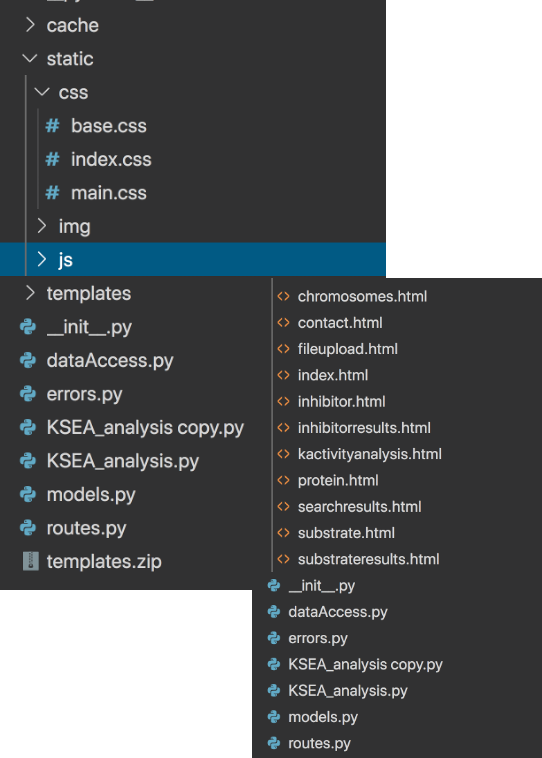 cache
static
css
# base.css
# index.css
# main.css
img
js
templates
__init__.py
dataAccess.py
errors.py
KSEA_analysis copy.py
KSEA_analysis.py
models.py
routes.py
templates.zip
<> chromosomes.html
<> contact.html
<> fileupload.html
<> index.html
<> inhibitor.html
<> inhibitorresults.html
<> kactivityanalysis.html
<> protein.html
<> searchresults.html
<> substrate.html
<> substrateresults.html
__init__.py
dataAccess.py
errors.py
KSEA_analysis copy.py
KSEA_analysis.py
models.py
routes.py